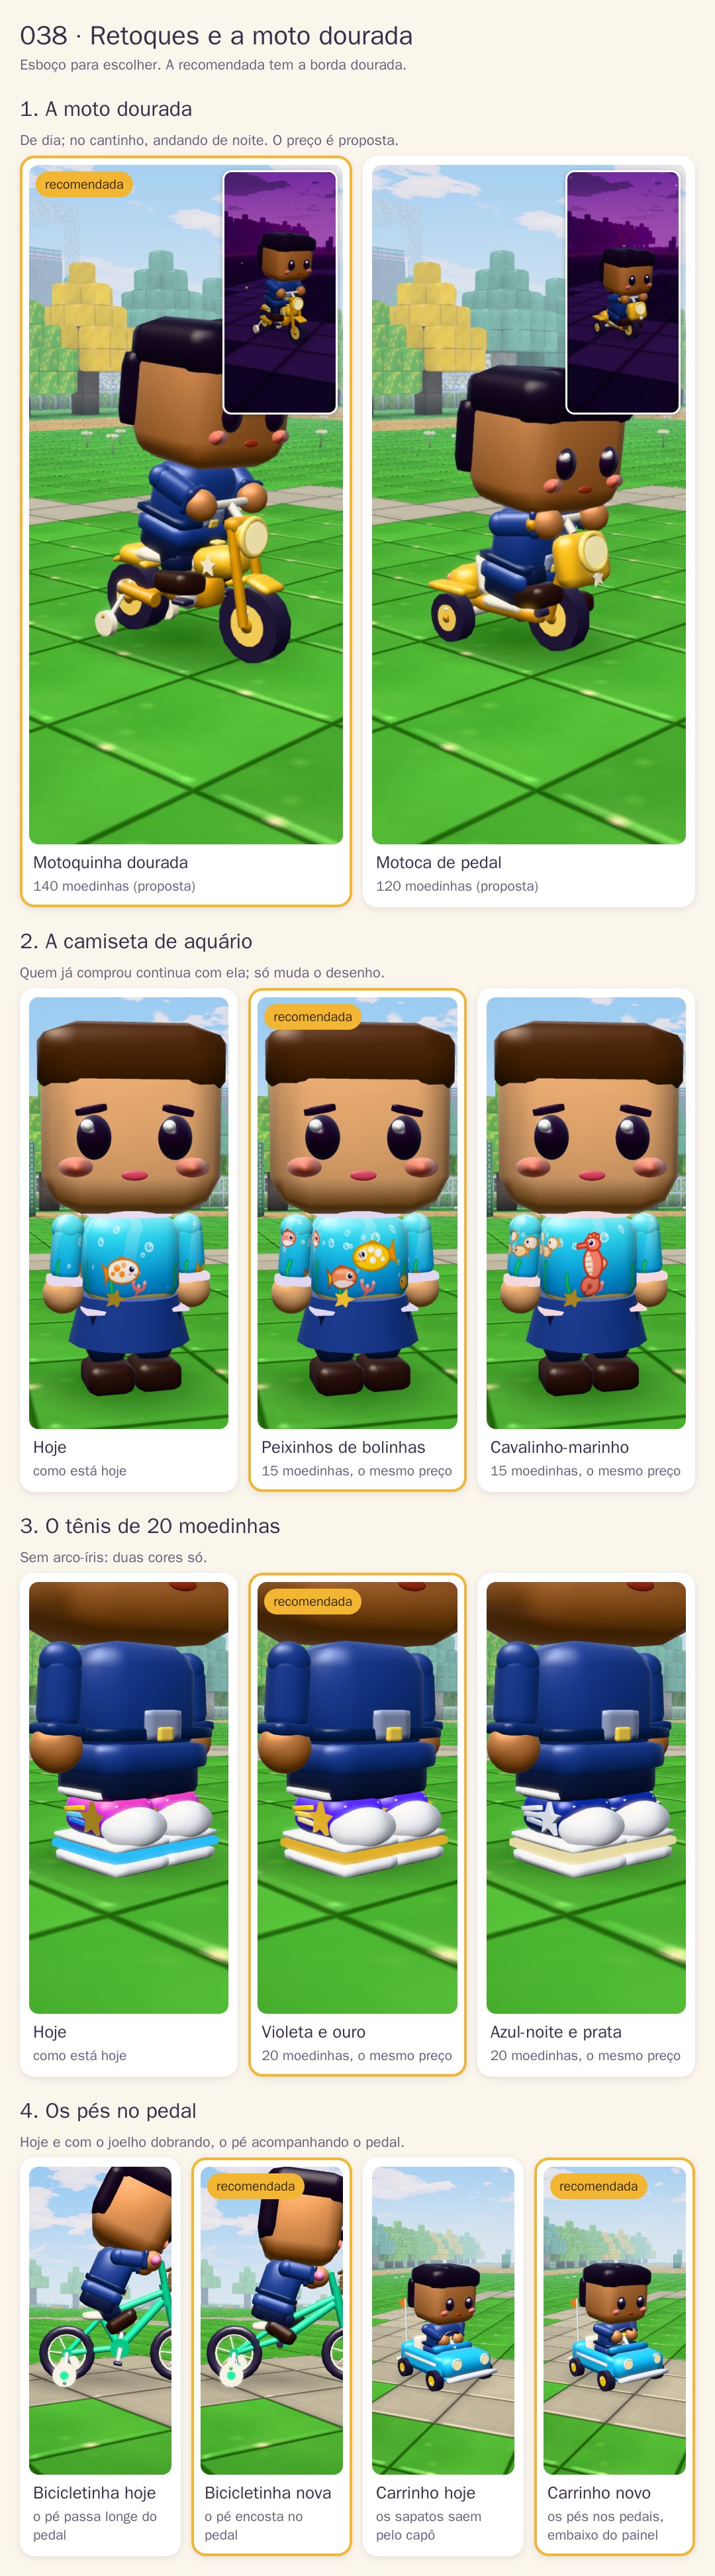 038 · Retoques e a moto dourada
Esboço para escolher. A recomendada tem a borda dourada.
1. A moto dourada
De dia; no cantinho, andando de noite. O preço é proposta.
recomendada
Motoquinha dourada
140 moedinhas (proposta)
Motoca de pedal
120 moedinhas (proposta)
2. A camiseta de aquário
Quem já comprou continua com ela; só muda o desenho.
recomendada
Hoje
como está hoje
Peixinhos de bolinhas
15 moedinhas, o mesmo preço
Cavalinho-marinho
15 moedinhas, o mesmo preço
3. O tênis de 20 moedinhas
Sem arco-íris: duas cores só.
recomendada
Hoje
como está hoje
Violeta e ouro
20 moedinhas, o mesmo preço
Azul-noite e prata
20 moedinhas, o mesmo preço
4. Os pés no pedal
Hoje e com o joelho dobrando, o pé acompanhando o pedal.
recomendada
recomendada
Bicicletinha hoje
o pé passa longe do
pedal
Bicicletinha nova
o pé encosta no
pedal
Carrinho hoje
os sapatos saem
pelo capô
Carrinho novo
os pés nos pedais,
embaixo do painel